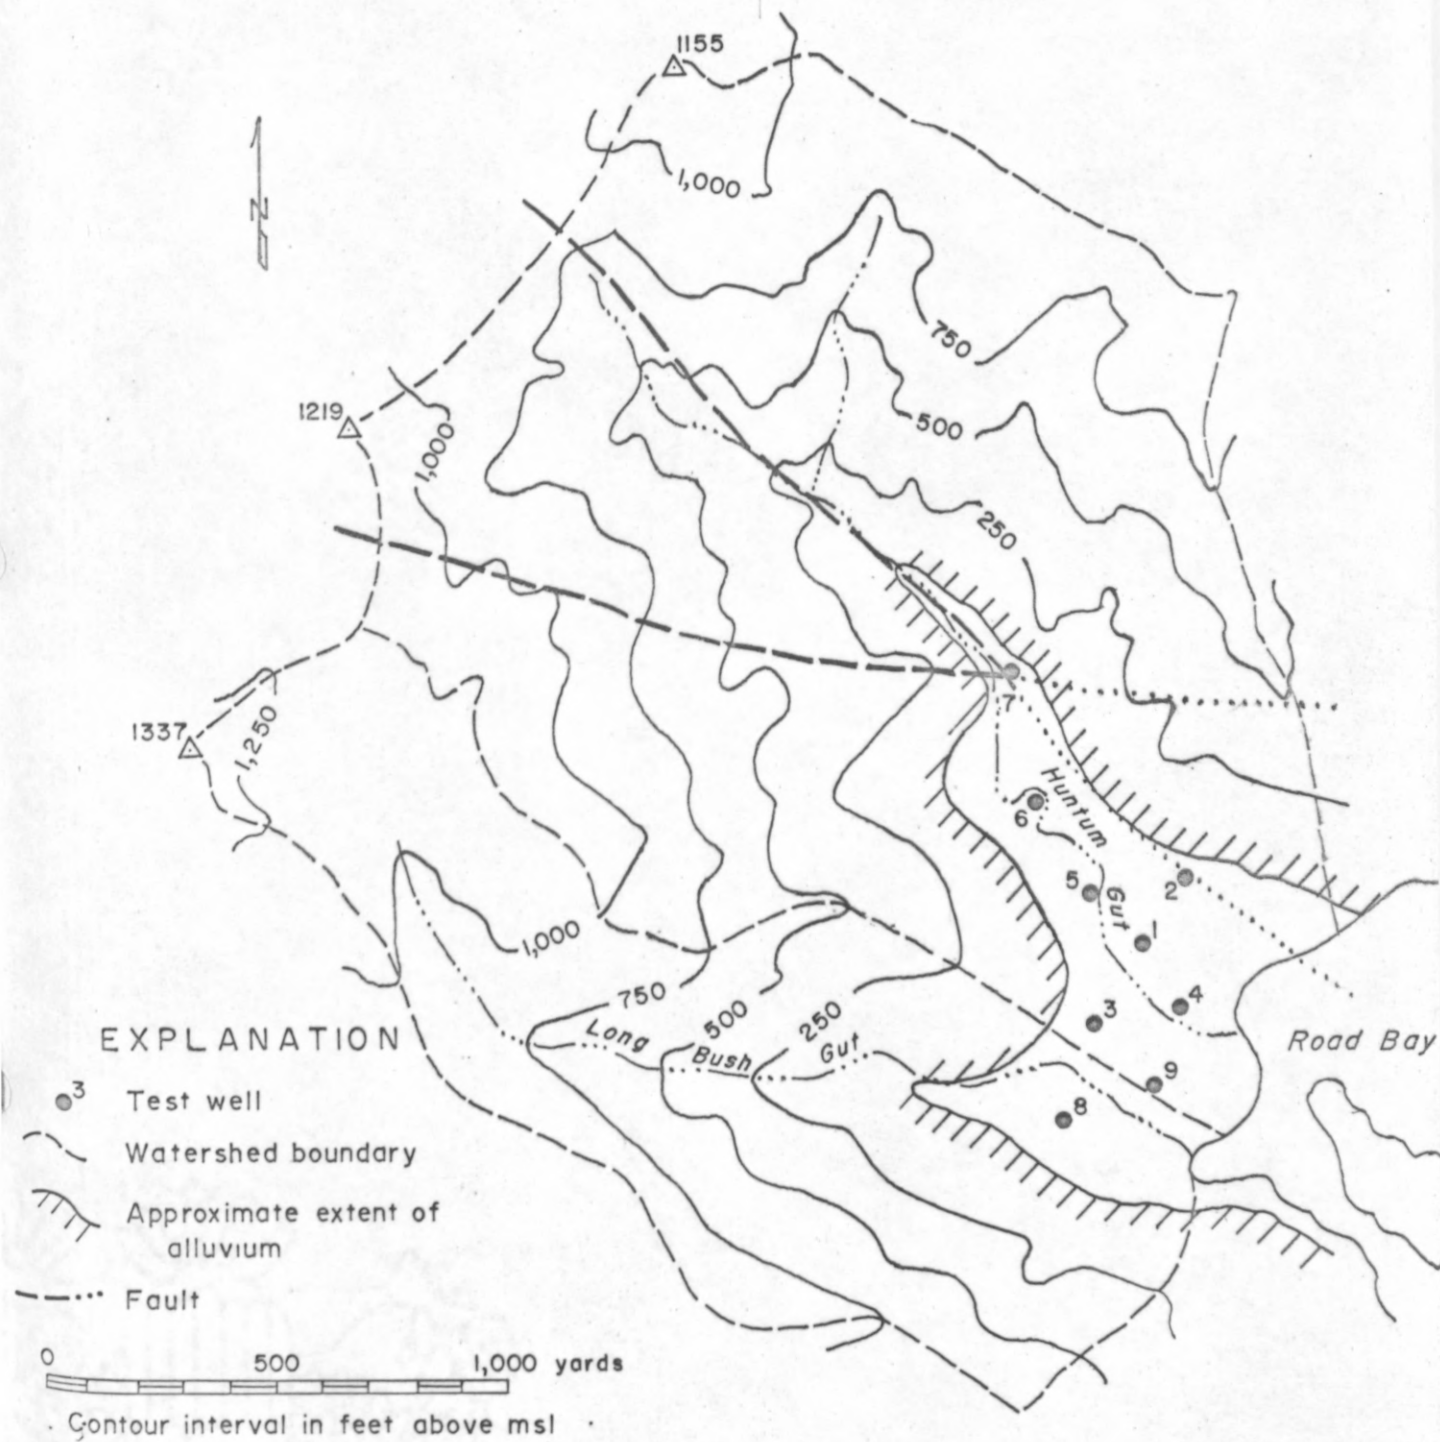 1155
N
1,000
750
1219
500
1,000
250
7
1337
1,250
Huntum
6
5
Gut
2
1
1,000
750
500
250
4
3
Long
Bush
Gut
Road Bay
9
8
EXPLANATION
3
Test well
Watershed boundary
Approximate extent of
alluvium
Fault
0
500
1,000 yards
Contour interval in feet above msl